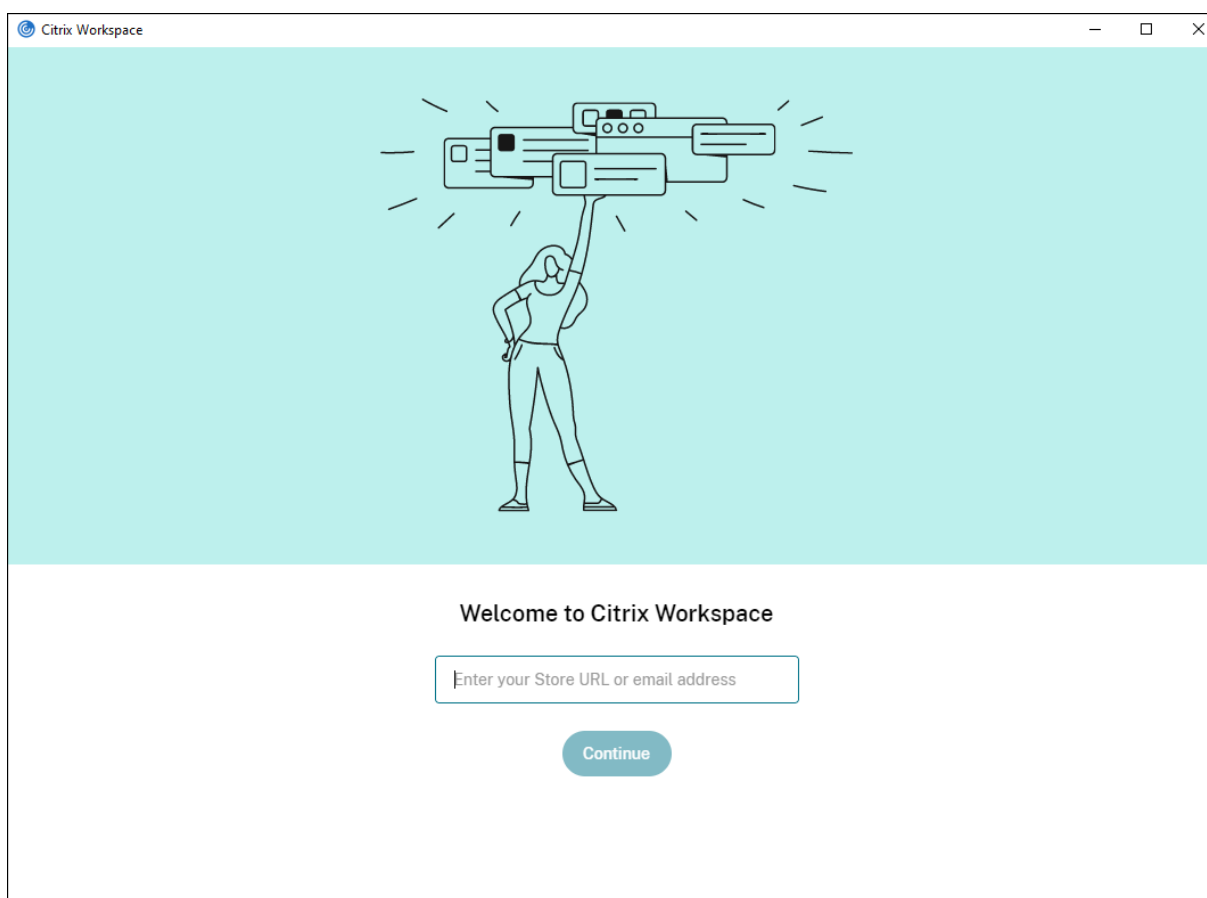 Citrix Workspace
Welcome to Citrix Workspace
Enter your Store URL or email address
Continue